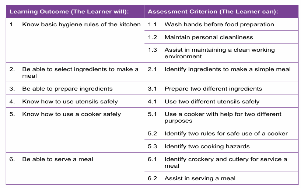 Learning Outcome (The Learner will): Assessment Criterion (The Learner can):
1. Know basic hygiene rules of the kitchen 1.1 Wash hands before food preparation
1.2 Maintain personal cleanliness
1.3 Assist in maintaining a clean working
environment
2. Be able to select ingredients to make a 2.1 Identify ingredients to make a simple meal
meal
3. Be able to prepare ingredients 3.1 Prepare two different ingredients
4. Know how to use utensils safely 4.1 Use two different utensils safely
5. Know how to use a cooker safely 5.1 Use a cooker with help for two different
purposes
5.2 Identify two rules for safe use of a cooker
5.3 Identify two cooking hazards
6. Be able to serve a meal 6.1 Identify crockery and cutlery for service a
meal
6.2 Assist in serving a meal